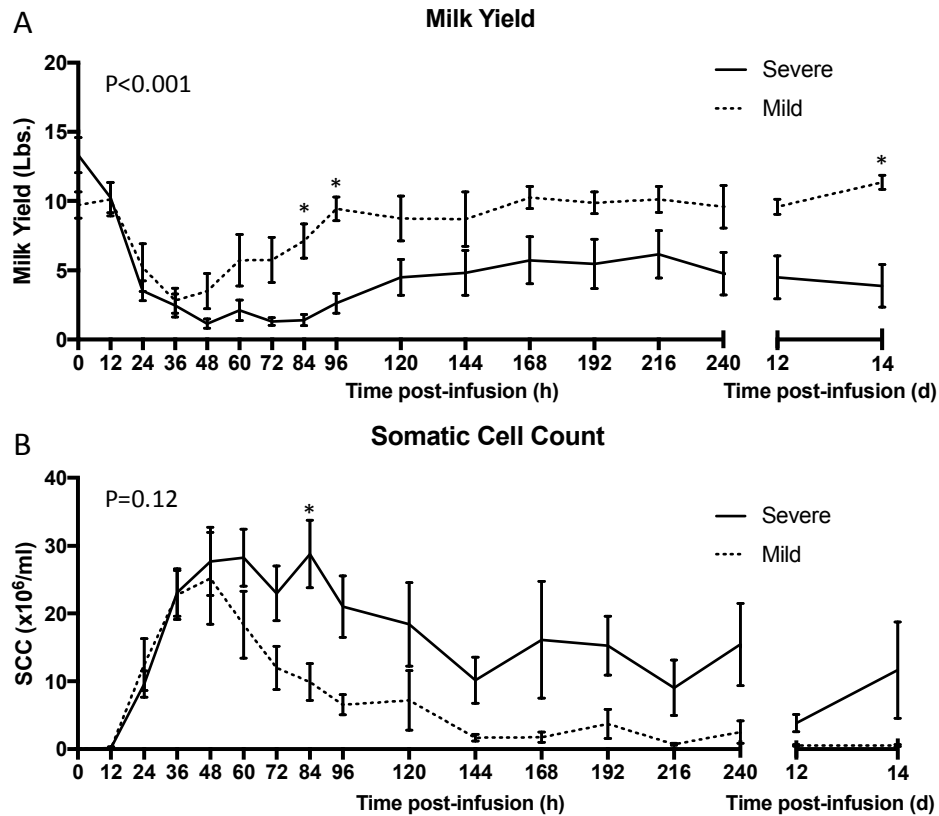 A
Milk Yield
P<0.001
Severe
Mild
Milk Yield (Lbs.)
20
15
10
5
0
*
*
*
0 12 24 36 48 60 72 84 96 120 144 168 192 216 240 12 14
Time post-infusion (h) Time post-infusion (d)
B
Somatic Cell Count
P=0.12
Severe
Mild
SCC (x10⁶/ml)
40
30
20
10
0
*
0 12 24 36 48 60 72 84 96 120 144 168 192 216 240 12 14
Time post-infusion (h) Time post-infusion (d)